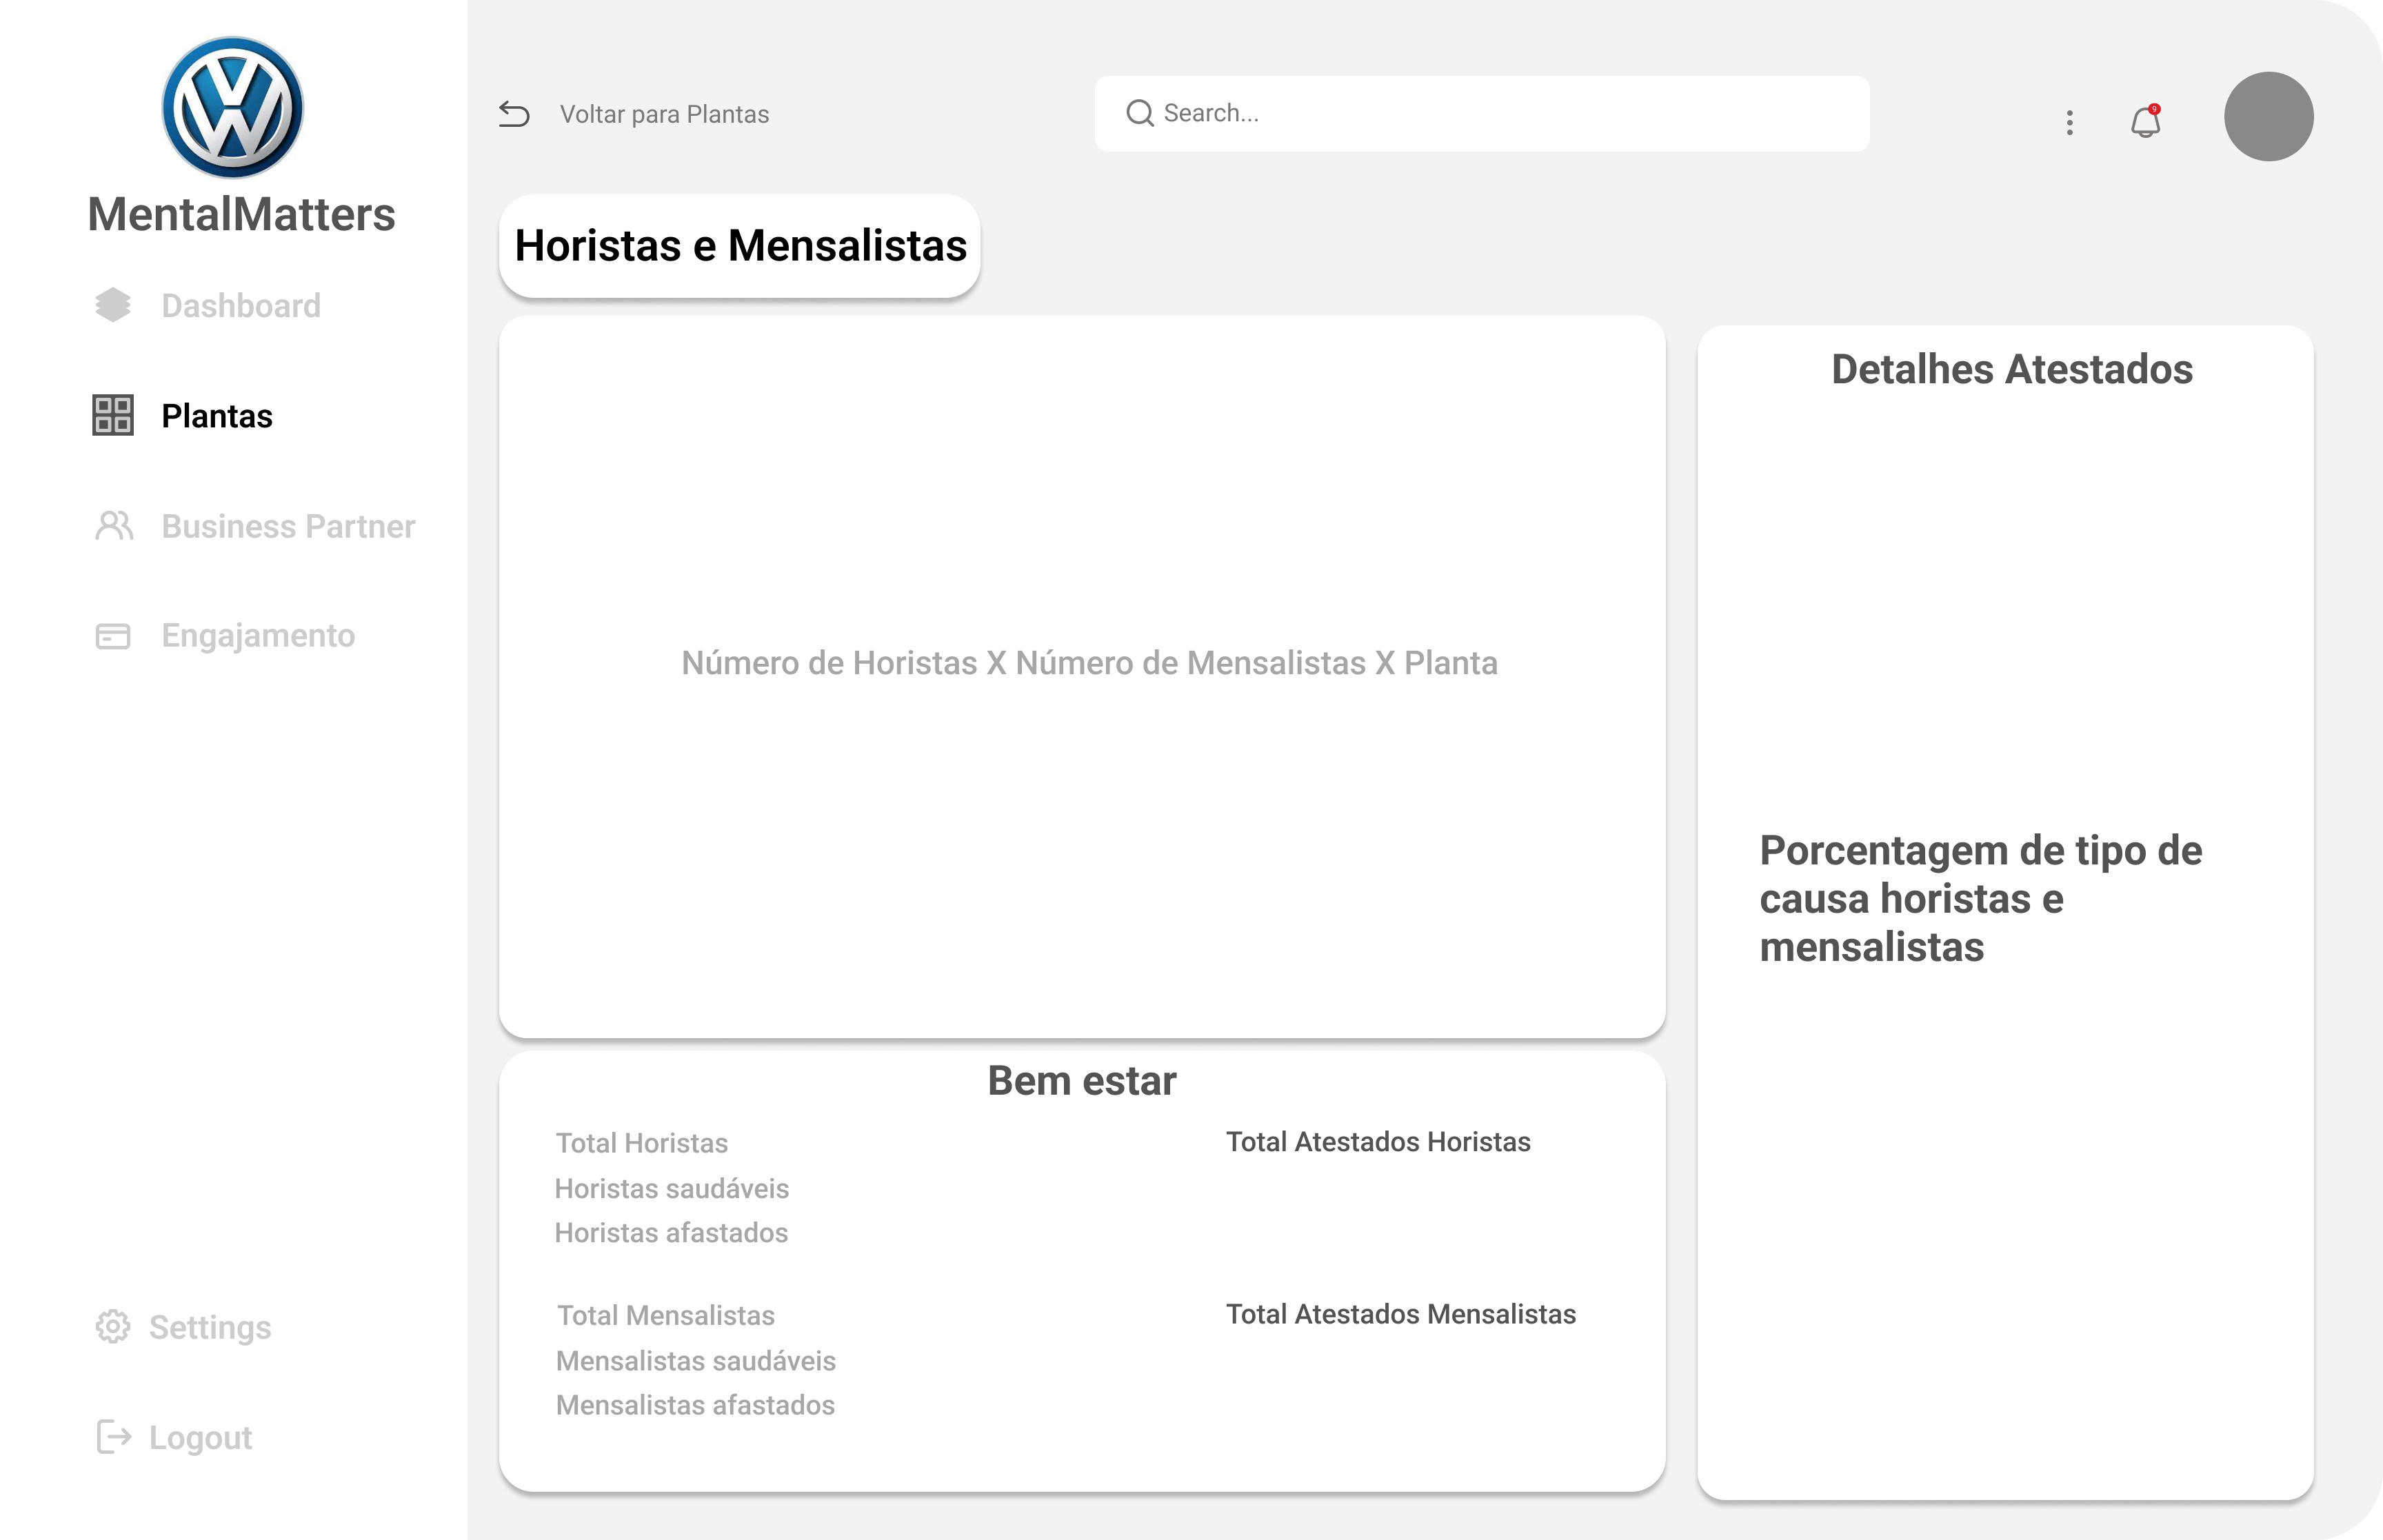 MentalMatters
Dashboard
Plantas
Business Partner
Engajamento
Settings
Logout
Voltar para Plantas
Search...
9
Horistas e Mensalistas
Número de Horistas X Número de Mensalistas X Planta
Bem estar
Total Horistas
Horistas saudáveis
Horistas afastados
Total Atestados Horistas
Total Mensalistas
Mensalistas saudáveis
Mensalistas afastados
Total Atestados Mensalistas
Detalhes Atestados
Porcentagem de tipo de
causa horistas e
mensalistas